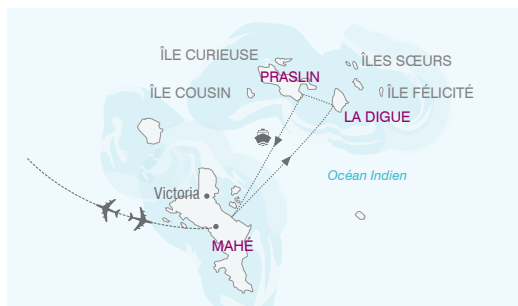 ÎLE CURIEUSE
ÎLES SŒURS
PRASLIN
ÎLE COUSIN
ÎLE FÉLICITÉ
LA DIGUE
Océan Indien
Victoria
MAHÉ